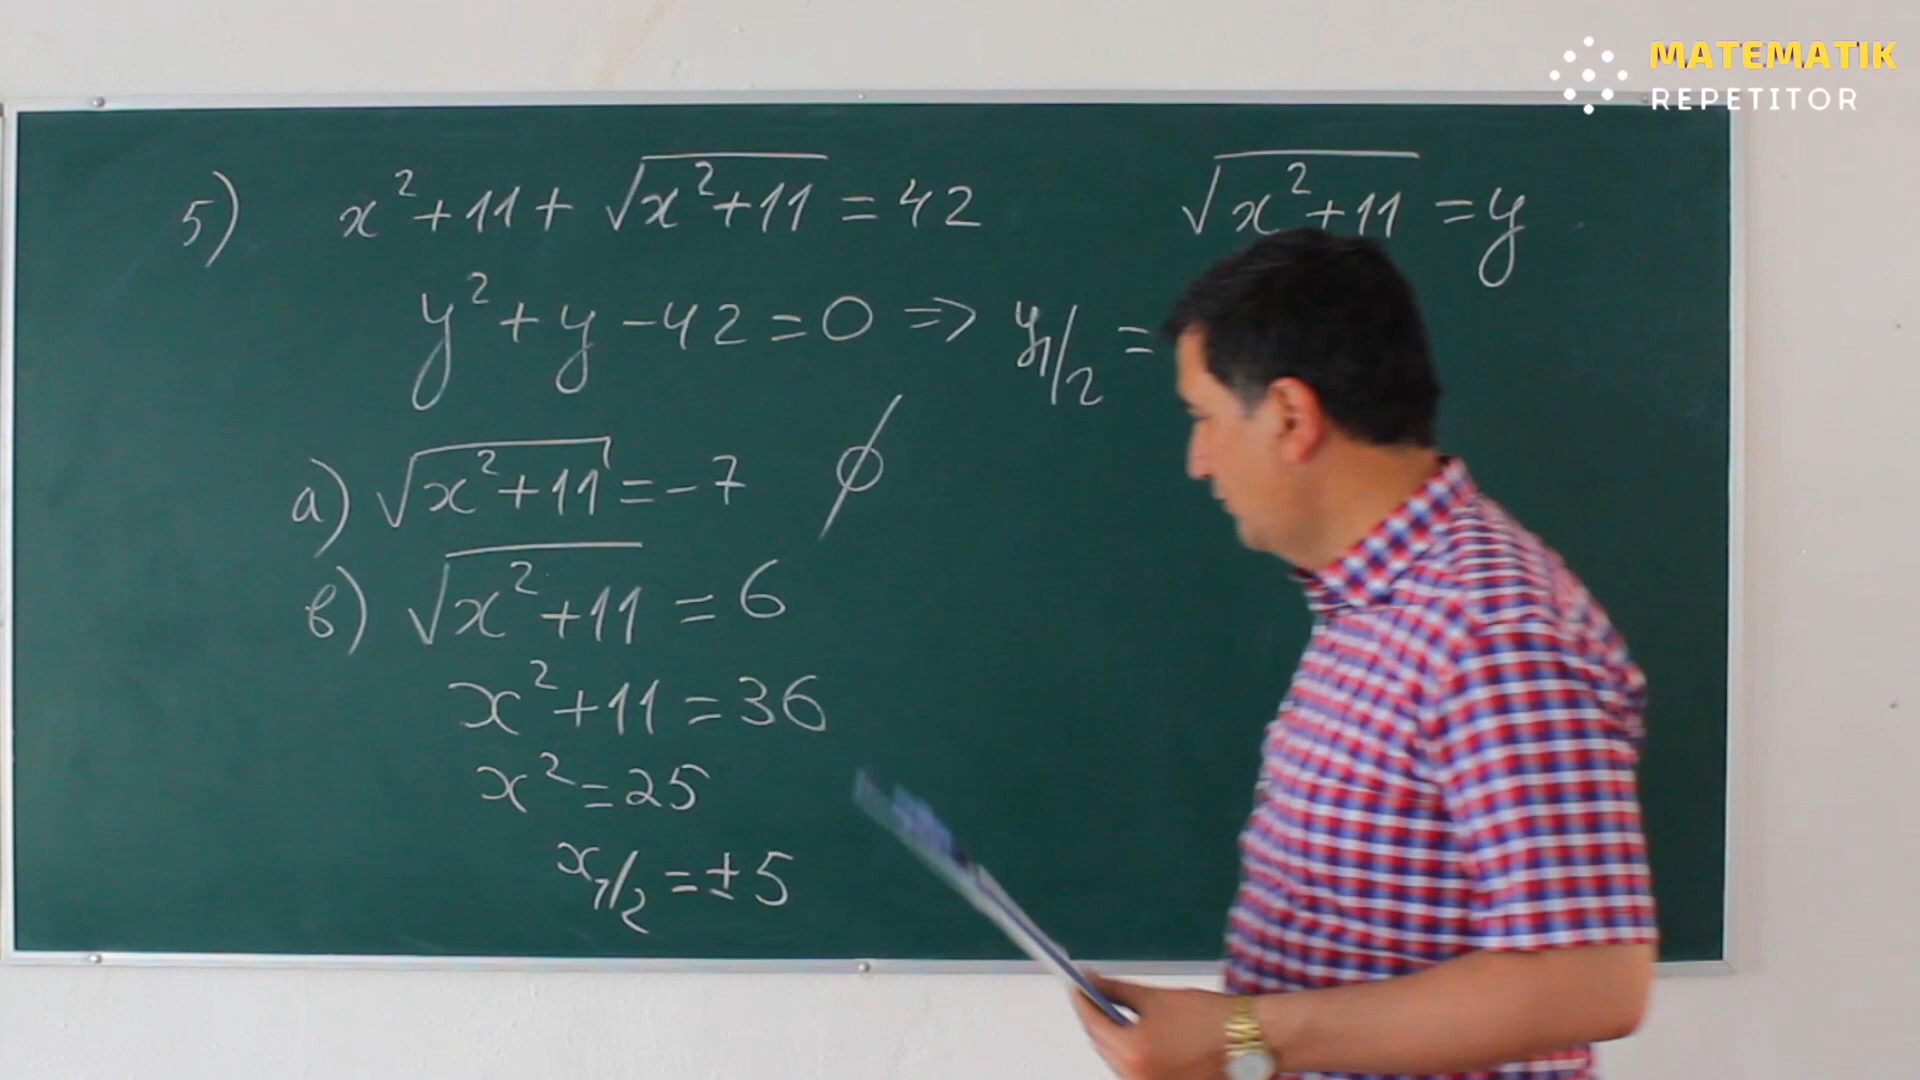 MATEMATIK
REPETITOR
5) x²+11+√(x²+11) = 42
√(x²+11) = y
y²+y-42=0 => y₁/₂ =
a) √(x²+11) = -7 ∅
в) √(x²+11) = 6
x²+11=36
x²=25
x₁/₂ = ±5